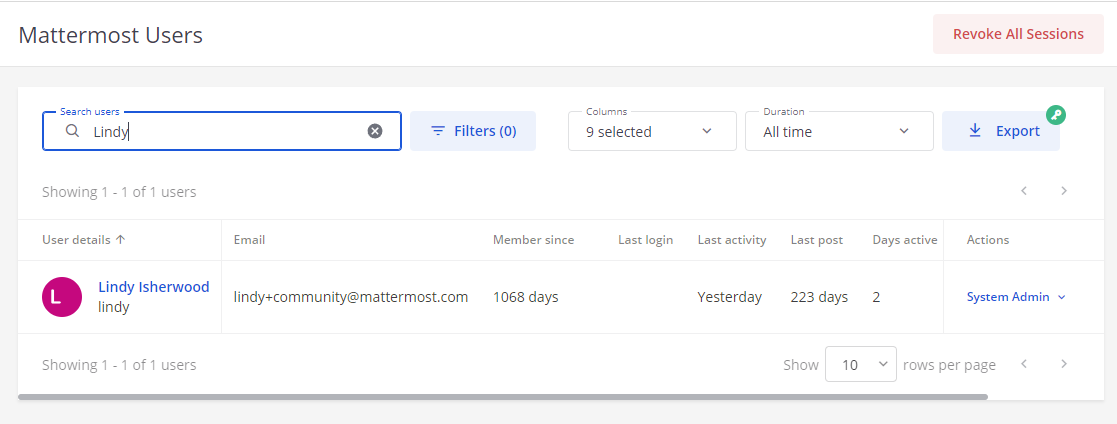 Mattermost Users
Revoke All Sessions
Search users
Lindy
Filters (0)
Columns
9 selected
Duration
All time
Export
Showing 1 - 1 of 1 users
User details Email Member since Last login Last activity Last post Days active Actions
L
Lindy Isherwood
lindy
lindy+community@mattermost.com 1068 days Yesterday 223 days 2 System Admin
Showing 1 - 1 of 1 users
Show 10 rows per page